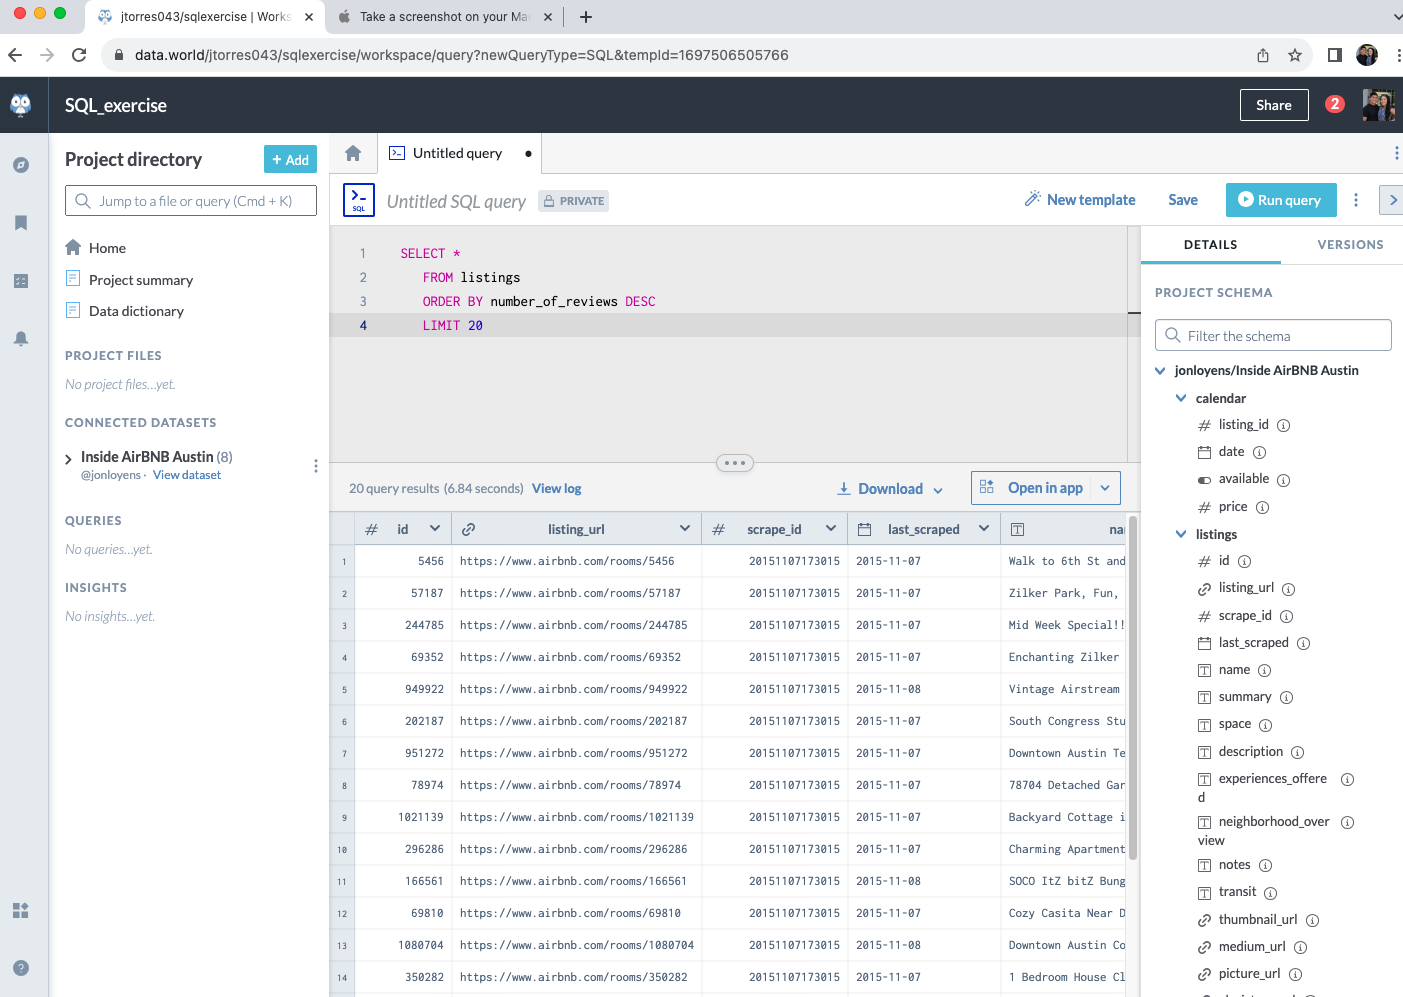 jtorres043/sqlexercise | Works
Take a screenshot on your Ma
data.world/jtorres043/sqlexercise/workspace/query?newQueryType=SQL&tempId=1697506505766
SQL_exercise
Share
2
Project directory
+ Add
Jump to a file or query (Cmd + K)
Home
Project summary
Data dictionary
PROJECT FILES
No project files...yet.
CONNECTED DATASETS
Inside AirBNB Austin (8)
@jonloyens · View dataset
QUERIES
No queries...yet.
INSIGHTS
No insights...yet.
Untitled query
SQL
Untitled SQL query
PRIVATE
New template
Save
Run query
1 SELECT *
2 FROM listings
3 ORDER BY number_of_reviews DESC
4 LIMIT 20
20 query results (6.84 seconds) View log
Download
Open in app
# id listing_url # scrape_id last_scraped T na
1 5456 https://www.airbnb.com/rooms/5456 20151107173015 2015-11-07 Walk to 6th St and
2 57187 https://www.airbnb.com/rooms/57187 20151107173015 2015-11-07 Zilker Park, Fun,
3 244785 https://www.airbnb.com/rooms/244785 20151107173015 2015-11-07 Mid Week Special!!
4 69352 https://www.airbnb.com/rooms/69352 20151107173015 2015-11-07 Enchanting Zilker
5 949922 https://www.airbnb.com/rooms/949922 20151107173015 2015-11-08 Vintage Airstream
6 202187 https://www.airbnb.com/rooms/202187 20151107173015 2015-11-07 South Congress Stu
7 951272 https://www.airbnb.com/rooms/951272 20151107173015 2015-11-07 Downtown Austin Te
8 78974 https://www.airbnb.com/rooms/78974 20151107173015 2015-11-07 78704 Detached Gar
9 1021139 https://www.airbnb.com/rooms/1021139 20151107173015 2015-11-07 Backyard Cottage i
10 296286 https://www.airbnb.com/rooms/296286 20151107173015 2015-11-07 Charming Apartment
11 166561 https://www.airbnb.com/rooms/166561 20151107173015 2015-11-08 SOCO ItZ bitZ Bung
12 69810 https://www.airbnb.com/rooms/69810 20151107173015 2015-11-07 Cozy Casita Near D
13 1080704 https://www.airbnb.com/rooms/1080704 20151107173015 2015-11-08 Downtown Austin Co
14 350282 https://www.airbnb.com/rooms/350282 20151107173015 2015-11-07 1 Bedroom House Cl
DETAILS VERSIONS
PROJECT SCHEMA
Filter the schema
jonloyens/Inside AirBNB Austin
calendar
# listing_id
date
available
# price
listings
# id
listing_url
# scrape_id
last_scraped
T name
T summary
T space
T description
T experiences_offere
d
T neighborhood_over
view
T notes
T transit
thumbnail_url
medium_url
picture_url